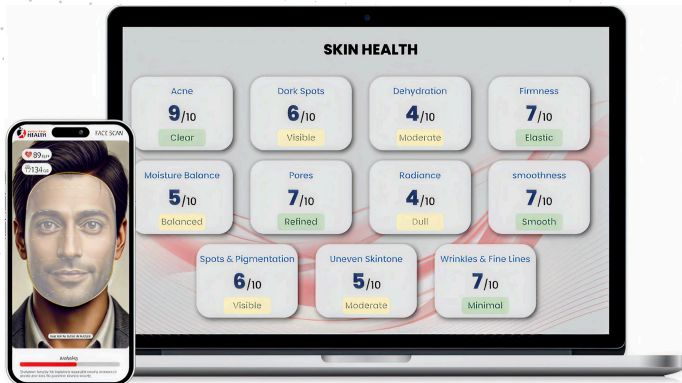 SKIN HEALTH
Acne
9/10
Clear
Dark Spots
6/10
Visible
Dehydration
4/10
Moderate
Firmness
7/10
Elastic
Moisture Balance
5/10
Balanced
Pores
7/10
Refined
Radiance
4/10
Dull
smoothness
7/10
Smooth
Spots & Pigmentation
6/10
Visible
Uneven Skintone
5/10
Moderate
Wrinkles & Fine Lines
7/10
Minimal
HEALTH
FACE SCAN
89
134